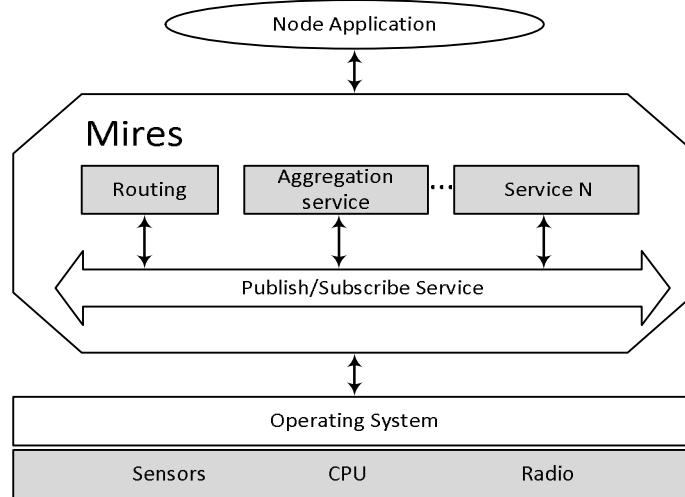 Node Application
Mires
Routing
Aggregation
service
...
Service N
Publish/Subscribe Service
Operating System
Sensors CPU Radio